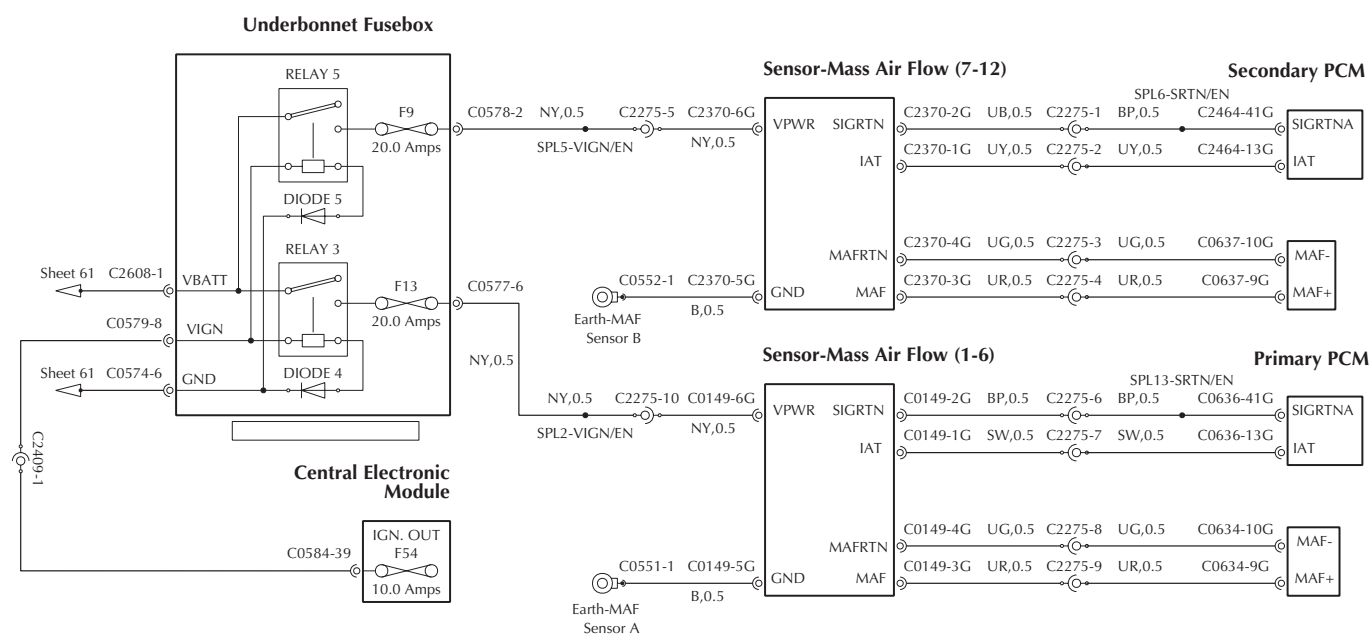 Underbonnet Fusebox
RELAY 5
F9
20.0 Amps
DIODE 5
RELAY 3
F13
20.0 Amps
DIODE 4
VBATT
VIGN
GND
Sheet 61
C2608-1
C0579-8
Sheet 61
C0574-6
C2409-1
Central Electronic
Module
IGN. OUT
F54
10.0 Amps
C0584-39
C0578-2 NY,0.5 C2275-5 C2370-6G
SPL5-VIGN/EN NY,0.5
C0577-6
NY,0.5
NY,0.5 C2275-10 C0149-6G
SPL2-VIGN/EN NY,0.5
Sensor-Mass Air Flow (7-12)
VPWR SIGRTN
IAT
MAFRTN
GND MAF
C0552-1 C2370-5G
B,0.5
Earth-MAF
Sensor B
Secondary PCM
SPL6-SRTN/EN
C2370-2G UB,0.5 C2275-1 BP,0.5 C2464-41G
SIGRTNA
C2370-1G UY,0.5 C2275-2 UY,0.5 C2464-13G
IAT
C2370-4G UG,0.5 C2275-3 UG,0.5 C0637-10G
MAF-
C2370-3G UR,0.5 C2275-4 UR,0.5 C0637-9G
MAF+
Sensor-Mass Air Flow (1-6)
VPWR SIGRTN
IAT
MAFRTN
GND MAF
C0551-1 C0149-5G
B,0.5
Earth-MAF
Sensor A
Primary PCM
SPL13-SRTN/EN
C0149-2G BP,0.5 C2275-6 BP,0.5 C0636-41G
SIGRTNA
C0149-1G SW,0.5 C2275-7 SW,0.5 C0636-13G
IAT
C0149-4G UG,0.5 C2275-8 UG,0.5 C0634-10G
MAF-
C0149-3G UR,0.5 C2275-9 UR,0.5 C0634-9G
MAF+